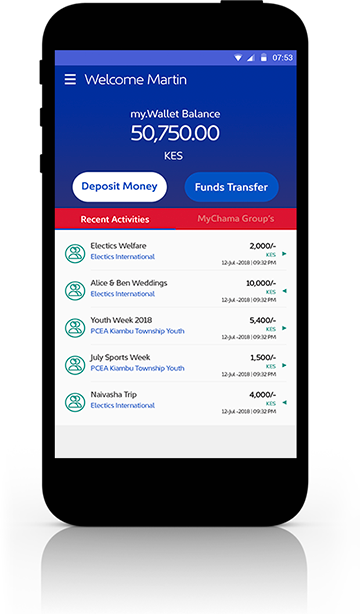 07:53
Welcome Martin
my.Wallet Balance
50,750.00
KES
Deposit Money
Funds Transfer
Recent Activities
MyChama Group's
Electics Welfare
2,000/-
Electics International
KES
12-Jul -2018 | 09:32 PM
Alice & Ben Weddings
10,000/-
Electics International
KES
12-Jul -2018 | 09:32 PM
Youth Week 2018
5,400/-
PCEA Kiambu Township Youth
KES
12-Jul -2018 | 09:32 PM
July Sports Week
1,500/-
PCEA Kiambu Township Youth
KES
12-Jul -2018 | 09:32 PM
Naivasha Trip
4,000/-
Electics International
KES
12-Jul -2018 | 09:32 PM